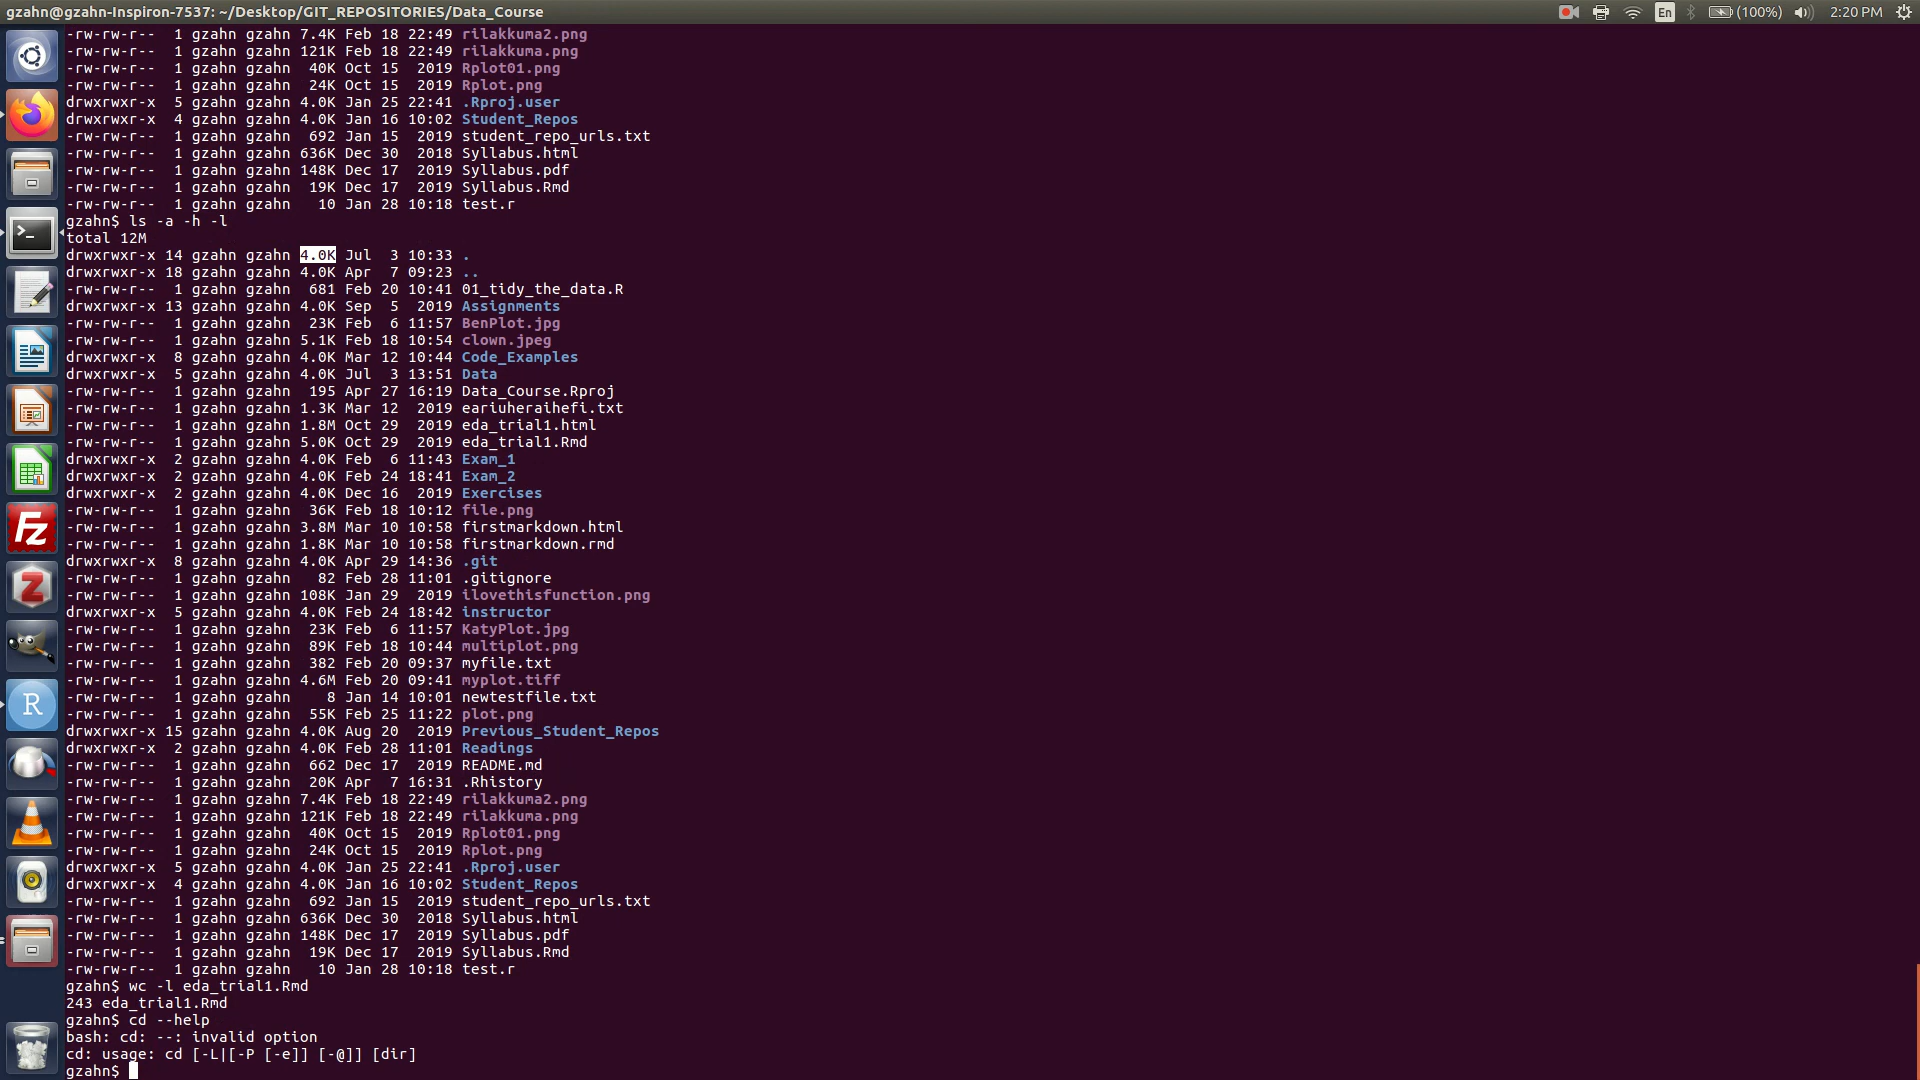 gzahn@gzahn-Inspiron-7537: ~/Desktop/GIT_REPOSITORIES/Data_Course En (100%) 2:20 PM
-rw-rw-r--  1 gzahn gzahn 7.4K Feb 18 22:49 rilakkuma2.png
-rw-rw-r--  1 gzahn gzahn 121K Feb 18 22:49 rilakkuma.png
-rw-rw-r--  1 gzahn gzahn  40K Oct 15  2019 Rplot01.png
-rw-rw-r--  1 gzahn gzahn  24K Oct 15  2019 Rplot.png
drwxrwxr-x  5 gzahn gzahn 4.0K Jan 25 22:41 .Rproj.user
drwxrwxr-x  4 gzahn gzahn 4.0K Jan 16 10:02 Student_Repos
-rw-rw-r--  1 gzahn gzahn  692 Jan 15  2019 student_repo_urls.txt
-rw-rw-r--  1 gzahn gzahn 636K Dec 30  2018 Syllabus.html
-rw-rw-r--  1 gzahn gzahn 148K Dec 17  2019 Syllabus.pdf
-rw-rw-r--  1 gzahn gzahn  19K Dec 17  2019 Syllabus.Rmd
-rw-rw-r--  1 gzahn gzahn   10 Jan 28 10:18 test.r
gzahn$ ls -a -h -l
total 12M
drwxrwxr-x 14 gzahn gzahn 4.0K Jul  3 10:33 .
drwxrwxr-x 18 gzahn gzahn 4.0K Apr  7 09:23 ..
-rw-rw-r--  1 gzahn gzahn  681 Feb 20 10:41 01_tidy_the_data.R
drwxrwxr-x 13 gzahn gzahn 4.0K Sep  5  2019 Assignments
-rw-rw-r--  1 gzahn gzahn  23K Feb  6 11:57 BenPlot.jpg
-rw-rw-r--  1 gzahn gzahn 5.1K Feb 18 10:54 clown.jpeg
drwxrwxr-x  8 gzahn gzahn 4.0K Mar 12 10:44 Code_Examples
drwxrwxr-x  5 gzahn gzahn 4.0K Jul  3 13:51 Data
-rw-rw-r--  1 gzahn gzahn  195 Apr 27 16:19 Data_Course.Rproj
-rw-rw-r--  1 gzahn gzahn 1.3K Mar 12  2019 eariuheraihefi.txt
-rw-rw-r--  1 gzahn gzahn 1.8M Oct 29  2019 eda_trial1.html
-rw-rw-r--  1 gzahn gzahn 5.0K Oct 29  2019 eda_trial1.Rmd
drwxrwxr-x  2 gzahn gzahn 4.0K Feb  6 11:43 Exam_1
drwxrwxr-x  2 gzahn gzahn 4.0K Feb 24 18:41 Exam_2
drwxrwxr-x  2 gzahn gzahn 4.0K Dec 16  2019 Exercises
-rw-rw-r--  1 gzahn gzahn  36K Feb 18 10:12 file.png
-rw-rw-r--  1 gzahn gzahn 3.8M Mar 10 10:58 firstmarkdown.html
-rw-rw-r--  1 gzahn gzahn 1.8K Mar 10 10:58 firstmarkdown.rmd
drwxrwxr-x  8 gzahn gzahn 4.0K Apr 29 14:36 .git
-rw-rw-r--  1 gzahn gzahn   82 Feb 28 11:01 .gitignore
-rw-rw-r--  1 gzahn gzahn 108K Jan 29  2019 ilovethisfunction.png
drwxrwxr-x  5 gzahn gzahn 4.0K Feb 24 18:42 instructor
-rw-rw-r--  1 gzahn gzahn  23K Feb  6 11:57 KatyPlot.jpg
-rw-rw-r--  1 gzahn gzahn  89K Feb 18 10:44 multiplot.png
-rw-rw-r--  1 gzahn gzahn  382 Feb 20 09:37 myfile.txt
-rw-rw-r--  1 gzahn gzahn 4.6M Feb 20 09:41 myplot.tiff
-rw-rw-r--  1 gzahn gzahn    8 Jan 14 10:01 newtestfile.txt
-rw-rw-r--  1 gzahn gzahn  55K Feb 25 11:22 plot.png
drwxrwxr-x 15 gzahn gzahn 4.0K Aug 20  2019 Previous_Student_Repos
drwxrwxr-x  2 gzahn gzahn 4.0K Feb 28 11:01 Readings
-rw-rw-r--  1 gzahn gzahn  662 Dec 17  2019 README.md
-rw-rw-r--  1 gzahn gzahn  20K Apr  7 16:31 .Rhistory
-rw-rw-r--  1 gzahn gzahn 7.4K Feb 18 22:49 rilakkuma2.png
-rw-rw-r--  1 gzahn gzahn 121K Feb 18 22:49 rilakkuma.png
-rw-rw-r--  1 gzahn gzahn  40K Oct 15  2019 Rplot01.png
-rw-rw-r--  1 gzahn gzahn  24K Oct 15  2019 Rplot.png
drwxrwxr-x  5 gzahn gzahn 4.0K Jan 25 22:41 .Rproj.user
drwxrwxr-x  4 gzahn gzahn 4.0K Jan 16 10:02 Student_Repos
-rw-rw-r--  1 gzahn gzahn  692 Jan 15  2019 student_repo_urls.txt
-rw-rw-r--  1 gzahn gzahn 636K Dec 30  2018 Syllabus.html
-rw-rw-r--  1 gzahn gzahn 148K Dec 17  2019 Syllabus.pdf
-rw-rw-r--  1 gzahn gzahn  19K Dec 17  2019 Syllabus.Rmd
-rw-rw-r--  1 gzahn gzahn   10 Jan 28 10:18 test.r
gzahn$ wc -l eda_trial1.Rmd
243 eda_trial1.Rmd
gzahn$ cd --help
bash: cd: --: invalid option
cd: usage: cd [-L|[-P [-e]] [-@]] [dir]
gzahn$
Fz
Z
R